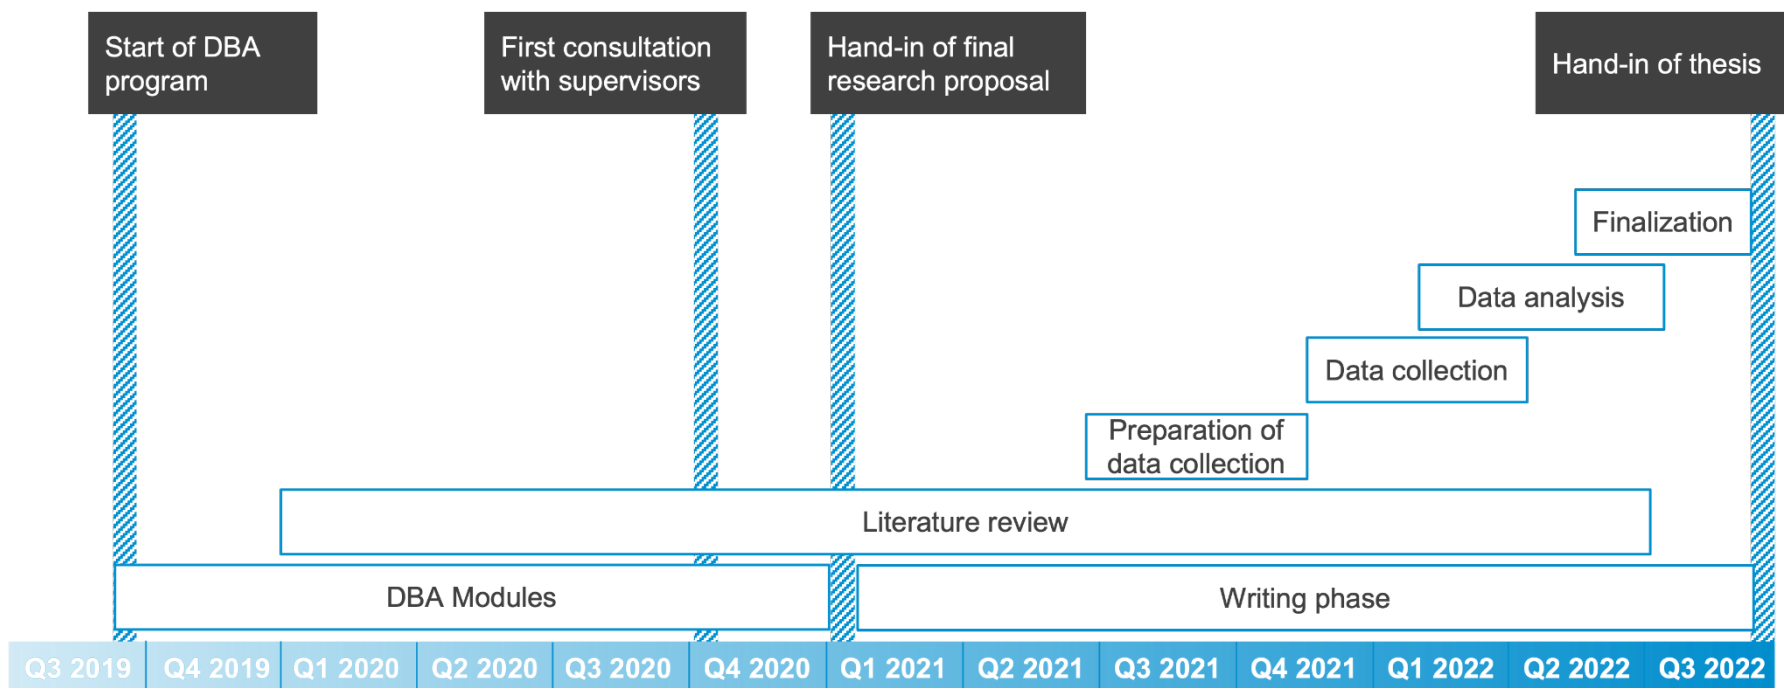 Start of DBA
program
First consultation
with supervisors
Hand-in of final
research proposal
Hand-in of thesis
Finalization
Data analysis
Data collection
Preparation of
data collection
Literature review
DBA Modules
Writing phase
Q3 2019
Q4 2019
Q1 2020
Q2 2020
Q3 2020
Q4 2020
Q1 2021
Q2 2021
Q3 2021
Q4 2021
Q1 2022
Q2 2022
Q3 2022